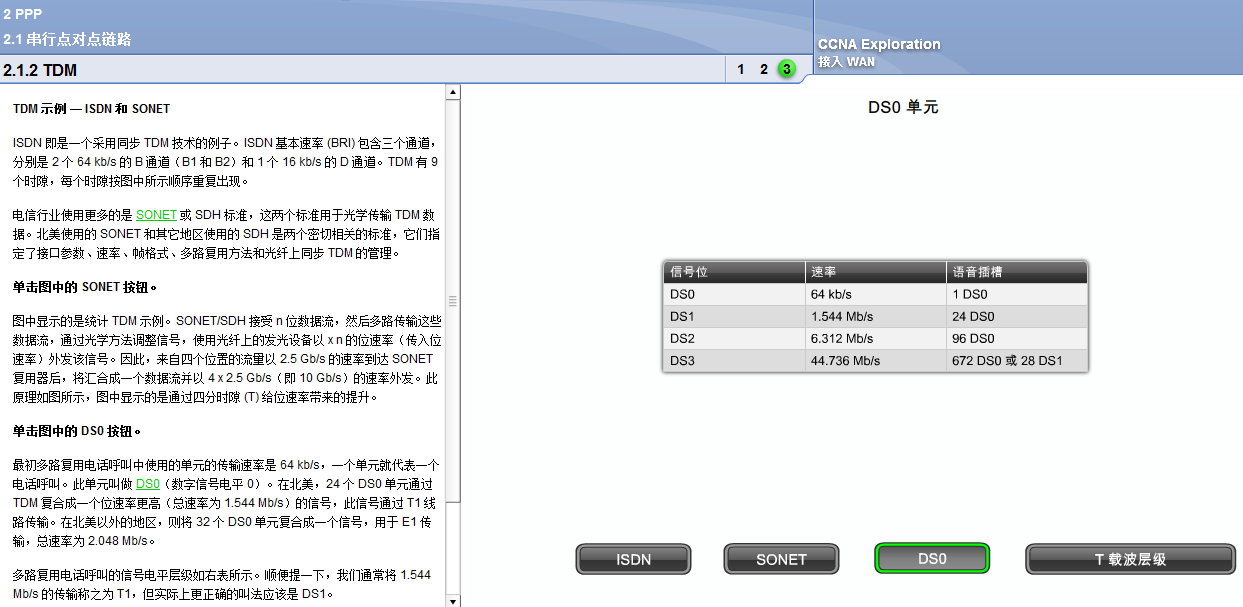 2 PPP
2.1 串行点对点链路
CCNA Exploration
接入 WAN
2.1.2 TDM
1 2 3
TDM 示例 — ISDN 和 SONET
ISDN 即是一个采用同步 TDM 技术的例子。ISDN 基本速率 (BRI) 包含三个通道，
分别是 2 个 64 kb/s 的 B 通道（B1 和 B2）和 1 个 16 kb/s 的 D 通道。TDM 有 9
个时隙，每个时隙按图中所示顺序重复出现。
电信行业使用更多的是 SONET 或 SDH 标准，这两个标准用于光学传输 TDM 数
据。北美使用的 SONET 和其它地区使用的 SDH 是两个密切相关的标准，它们指
定了接口参数、速率、帧格式、多路复用方法和光纤上同步 TDM 的管理。
单击图中的 SONET 按钮。
图中显示的是统计 TDM 示例。SONET/SDH 接受 n 位数据流，然后多路传输这些
数据流，通过光学方法调整信号，使用光纤上的发光设备以 x n 的位速率（传入位
速率）外发该信号。因此，来自四个位置的流量以 2.5 Gb/s 的速率到达 SONET
复用器后，将汇合成一个数据流并以 4 x 2.5 Gb/s（即 10 Gb/s）的速率外发。此
原理如图所示，图中显示的是通过四分时隙 (T) 给位速率带来的提升。
单击图中的 DS0 按钮。
最初多路复用电话呼叫中使用的单元的传输速率是 64 kb/s，一个单元就代表一个
电话呼叫。此单元叫做 DS0（数字信号电平 0）。在北美，24 个 DS0 单元通过
TDM 复合成一个位速率更高（总速率为 1.544 Mb/s）的信号，此信号通过 T1 线
路传输。在北美以外的地区，则将 32 个 DS0 单元复合成一个信号，用于 E1 传
输，总速率为 2.048 Mb/s。
多路复用电话呼叫的信号电平层级如右表所示。顺便提一下，我们通常将 1.544
Mb/s 的传输称之为 T1，但实际上更正确的叫法应该是 DS1。
DS0 单元
信号位 速率 语音插槽
DS0 64 kb/s 1 DS0
DS1 1.544 Mb/s 24 DS0
DS2 6.312 Mb/s 96 DS0
DS3 44.736 Mb/s 672 DS0 或 28 DS1
ISDN SONET DS0 T 载波层级